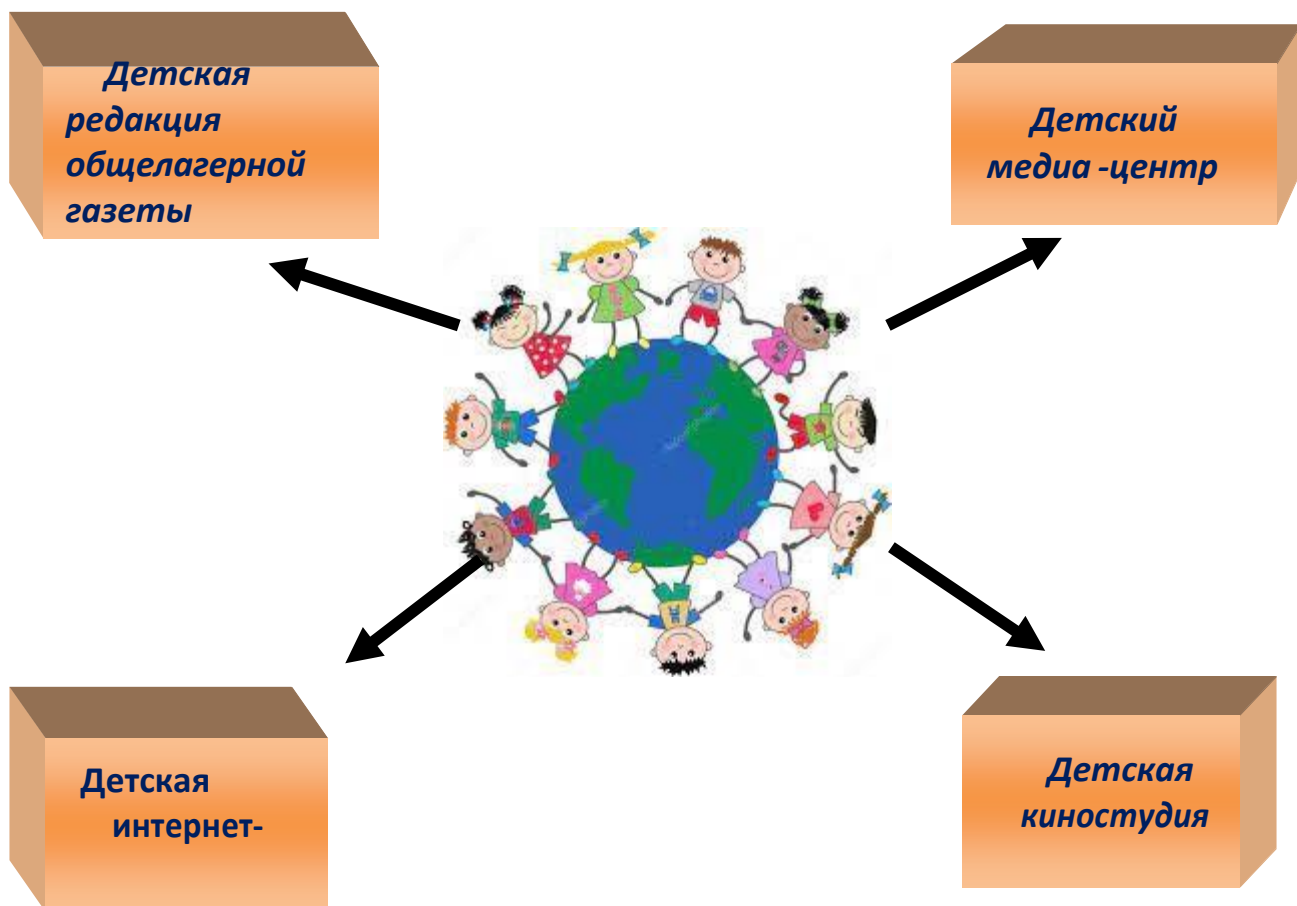 Детская
редакция
общелагерной
газеты
Детский
медиа -центр
Детская
интернет-
Детская
киностудия